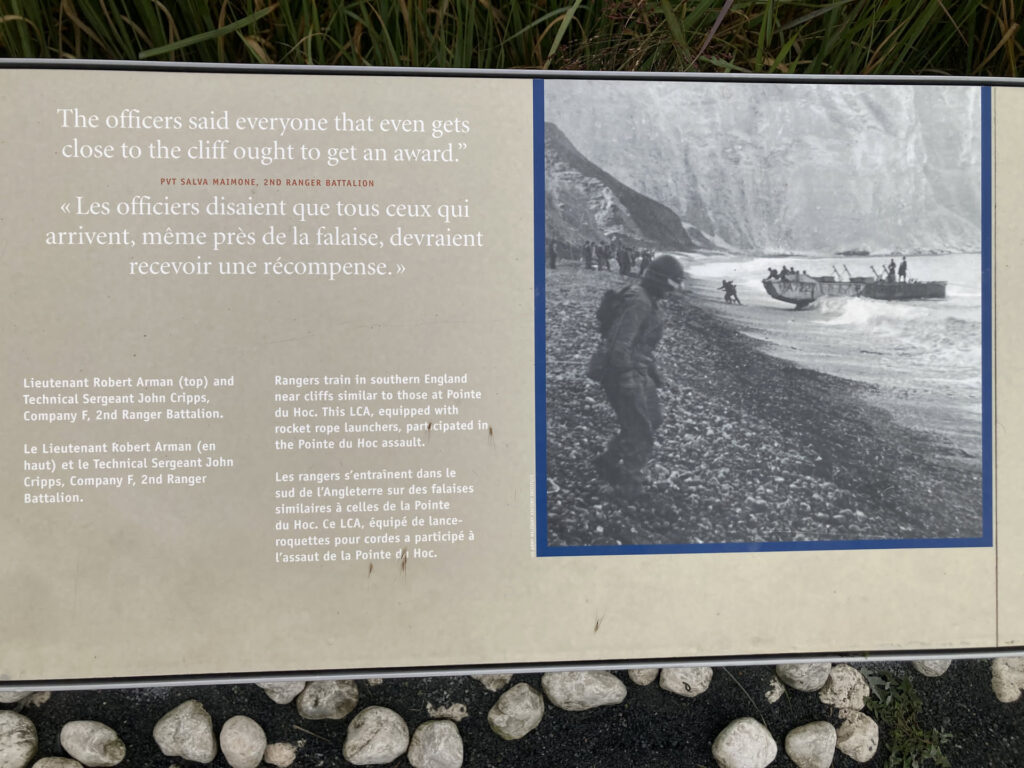 The officers said everyone that even gets
close to the cliff ought to get an award.”
PVT SALVA MAIMONE, 2ND RANGER BATTALION
« Les officiers disaient que tous ceux qui
arrivent, même près de la falaise, devraient
recevoir une récompense. »
Lieutenant Robert Arman (top) and
Technical Sergeant John Cripps,
Company F, 2nd Ranger Battalion.
Le Lieutenant Robert Arman (en
haut) et le Technical Sergeant John
Cripps, Company F, 2nd Ranger
Battalion.
Rangers train in southern England
near cliffs similar to those at Pointe
du Hoc. This LCA, equipped with
rocket rope launchers, participated in
the Pointe du Hoc assault.
Les rangers s’entraînent dans le
sud de l’Angleterre sur des falaises
similaires à celles de la Pointe
du Hoc. Ce LCA, équipé de lance-
roquettes pour cordes a participé à
l’assaut de la Pointe du Hoc.